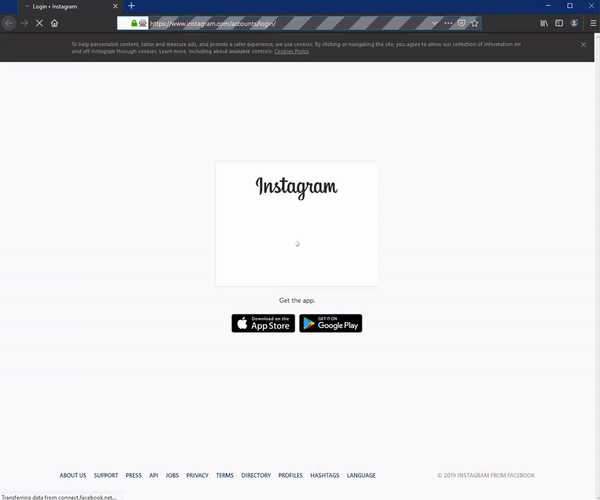 Login • Instagram
https://www.instagram.com/accounts/login/
To help personalize content, tailor and measure ads, and provide a safer experience, we use cookies. By clicking or navigating the site, you agree to allow our collection of information on
and off Instagram through cookies. Learn more, including about available controls: Cookies Policy.
Instagram
Get the app.
Download on the
App Store
GET IT ON
Google Play
ABOUT US SUPPORT PRESS API JOBS PRIVACY TERMS DIRECTORY PROFILES HASHTAGS LANGUAGE © 2019 INSTAGRAM FROM FACEBOOK
Transferring data from connect.facebook.net...